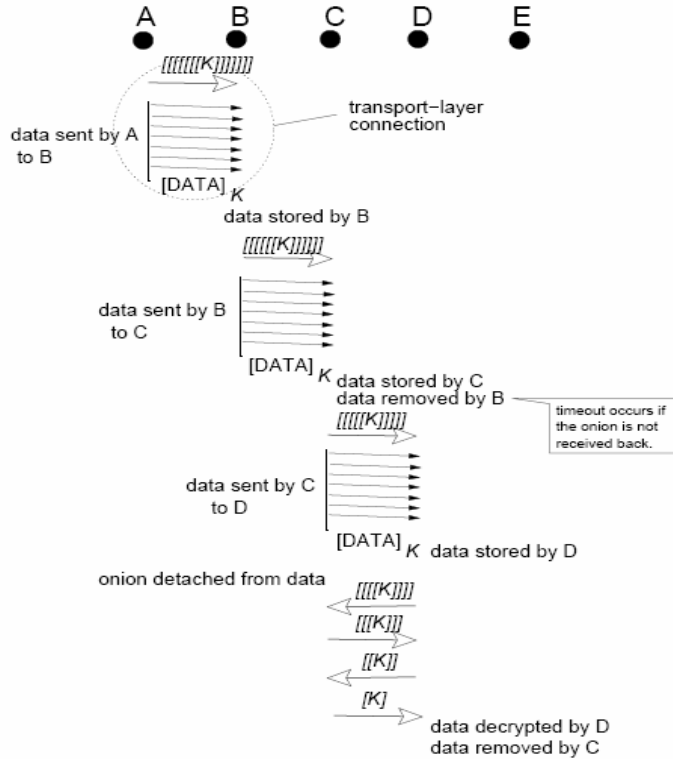 A B C D E
[[[[[[[K]]]]]]]
transport-layer
connection
data sent by A
to B
[DATA] K
data stored by B
[[[[[[K]]]]]]
data sent by B
to C
[DATA] K
data stored by C
data removed by B
timeout occurs if
the onion is not
received back.
[[[[[K]]]]]
data sent by C
to D
[DATA] K
data stored by D
onion detached from data
[[[[K]]]]
[[[K]]]
[[K]]
[K]
data decrypted by D
data removed by C